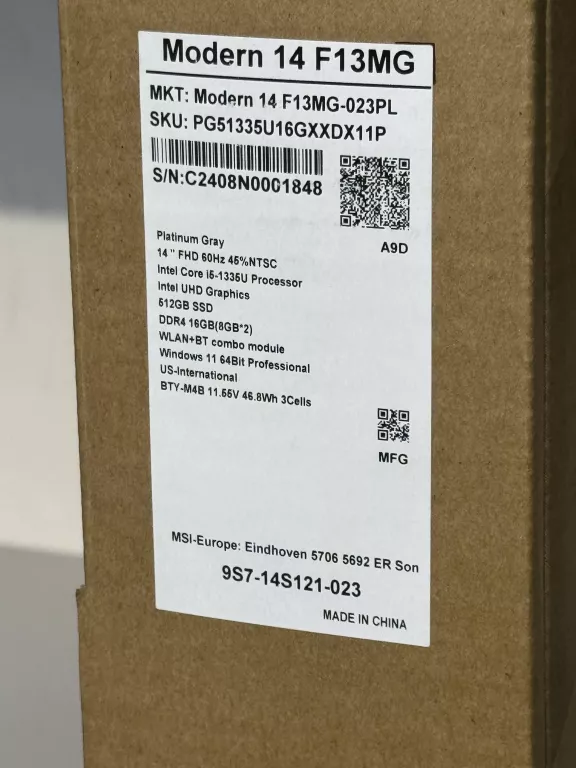 Modern 14 F13MG
MKT: Modern 14 F13MG-023PL
SKU: PG51335U16GXXDX11P
S/N:C2408N0001848
A9D
Platinum Gray
14 " FHD 60Hz 45%NTSC
Intel Core i5-1335U Processor
Intel UHD Graphics
512GB SSD
DDR4 16GB(8GB*2)
WLAN+BT combo module
Windows 11 64Bit Professional
US-International
BTY-M4B 11.55V 46.8Wh 3Cells
MFG
MSI-Europe: Eindhoven 5706 5692 ER Son
9S7-14S121-023
MADE IN CHINA